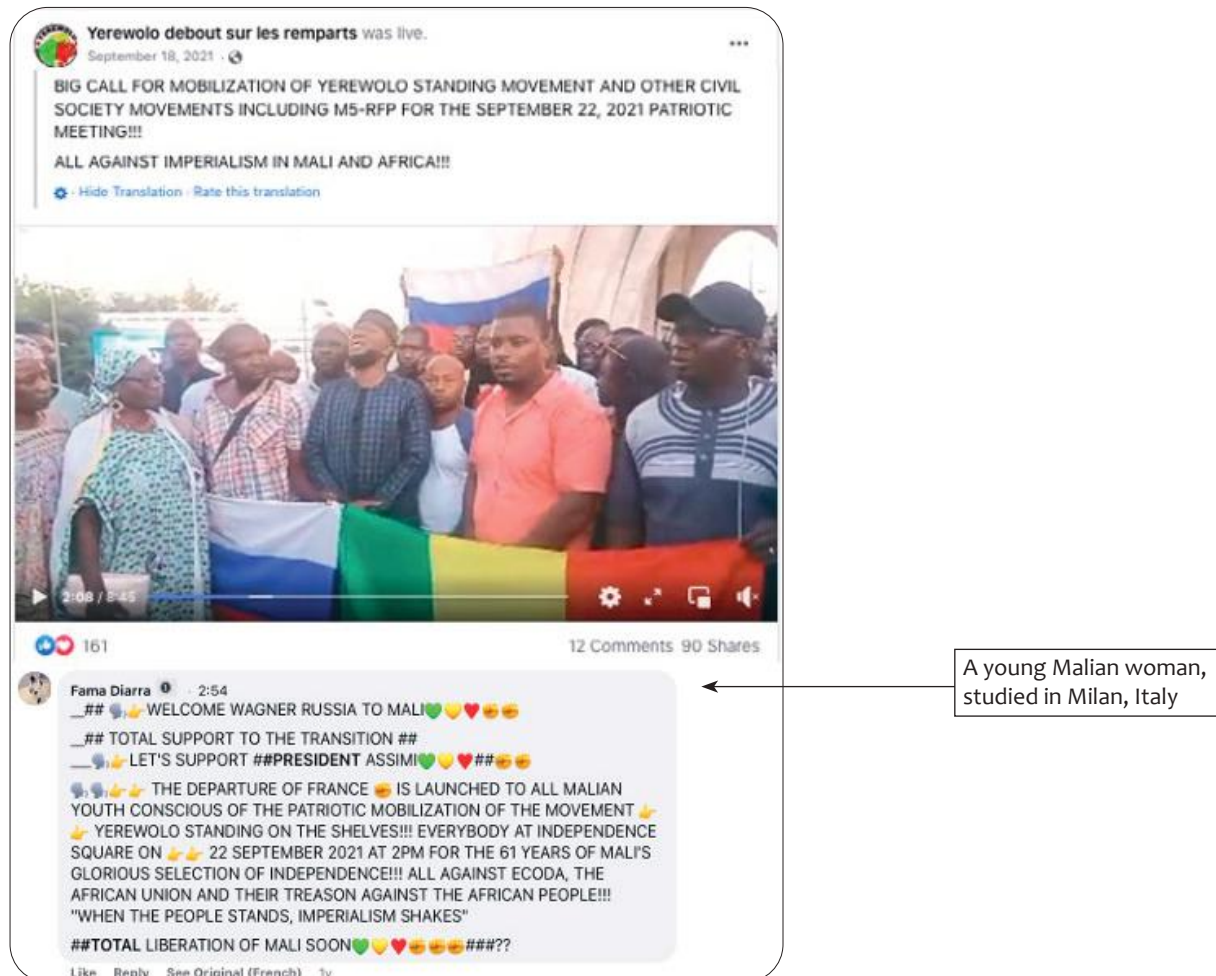 Yerewolo debout sur les remparts was live.
September 18, 2021
BIG CALL FOR MOBILIZATION OF YEREWOLO STANDING MOVEMENT AND OTHER CIVIL
SOCIETY MOVEMENTS INCLUDING M5-RFP FOR THE SEPTEMBER 22, 2021 PATRIOTIC
MEETING!!!
ALL AGAINST IMPERIALISM IN MALI AND AFRICA!!!
· Hide Translation · Rate this translation
2:08 / 8:45
161
12 Comments 90 Shares
Fama Diarra · 2:54
__## 🗣👉WELCOME WAGNER RUSSIA TO MALI💚💛❤✊✊
__## TOTAL SUPPORT TO THE TRANSITION ##
___🗣👉LET'S SUPPORT ##PRESIDENT ASSIMI💚💛❤##✊✊
🗣🗣👉👉 THE DEPARTURE OF FRANCE ✊ IS LAUNCHED TO ALL MALIAN
YOUTH CONSCIOUS OF THE PATRIOTIC MOBILIZATION OF THE MOVEMENT 👉
👉 YEREWOLO STANDING ON THE SHELVES!!! EVERYBODY AT INDEPENDENCE
SQUARE ON 👉👉 22 SEPTEMBER 2021 AT 2PM FOR THE 61 YEARS OF MALI'S
GLORIOUS SELECTION OF INDEPENDENCE!!! ALL AGAINST ECODA, THE
AFRICAN UNION AND THEIR TREASON AGAINST THE AFRICAN PEOPLE!!!
"WHEN THE PEOPLE STANDS, IMPERIALISM SHAKES"
##TOTAL LIBERATION OF MALI SOON💚💛❤✊✊✊###??
Like Reply See Original (French) 1y
A young Malian woman,
studied in Milan, Italy